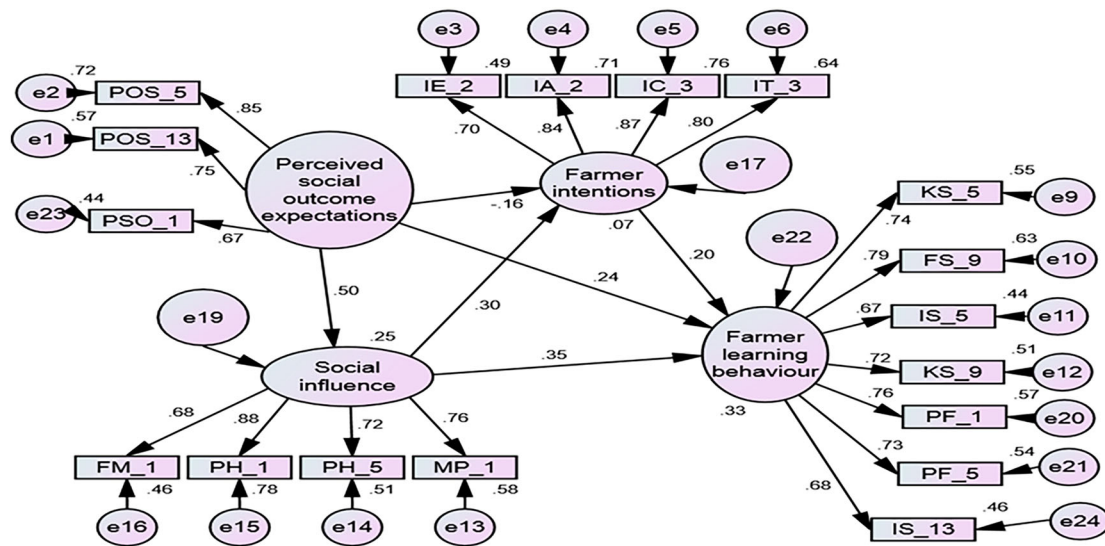 e3
e4
e5
e6
.49
.71
.76
.64
IE_2
IA_2
IC_3
IT_3
.70
.84
.87
.80
e2
.72
POS_5
.85
e1
.57
POS_13
.75
e23
.44
PSO_1
.67
Perceived
social
outcome
expectations
Farmer
intentions
.07
e17
-.16
.20
.24
.50
.30
.35
e22
e19
.25
Social
influence
Farmer
learning
behaviour
.33
.74
KS_5
.55
e9
.79
FS_9
.63
e10
.67
IS_5
.44
e11
.72
KS_9
.51
e12
.76
PF_1
.57
e20
.73
PF_5
.54
e21
.68
IS_13
.46
e24
.68
.88
.72
.76
FM_1
PH_1
PH_5
MP_1
.46
.78
.51
.58
e16
e15
e14
e13